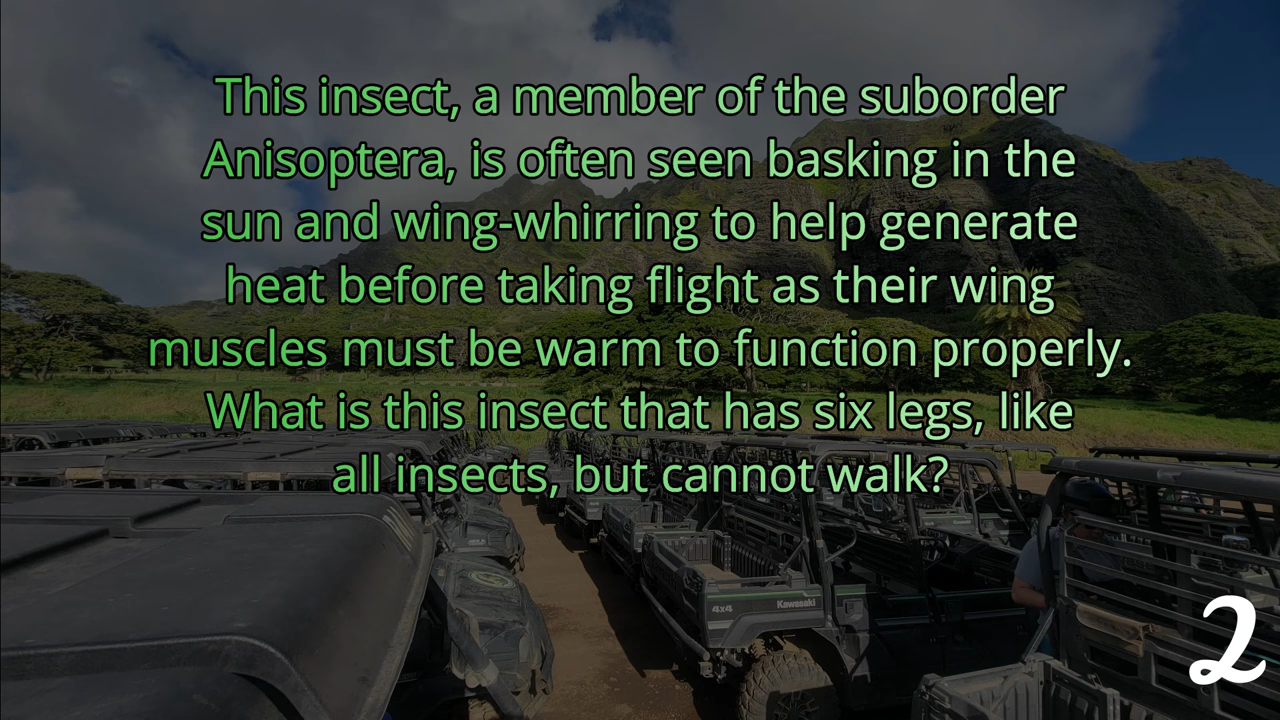 This insect, a member of the suborder
Anisoptera, is often seen basking in the
sun and wing-whirring to help generate
heat before taking flight as their wing
muscles must be warm to function properly.
What is this insect that has six legs, like
all insects, but cannot walk?
4x4 Kawasaki
2